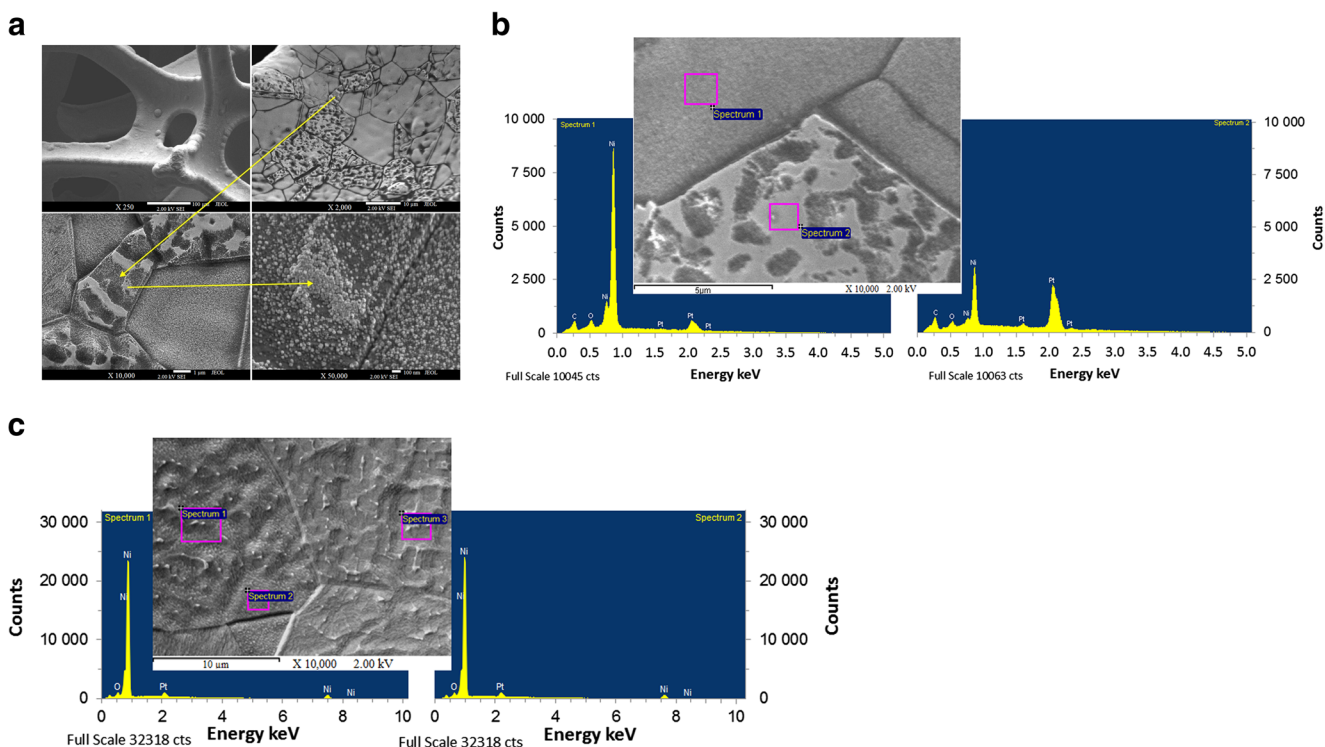 a
X 250 100 µm JEOL
2.00 kV SEI
X 2,000 10 µm JEOL
2.00 kV SEI
X 10,000 1 µm JEOL
2.00 kV SEI
X 50,000 100 nm JEOL
2.00 kV SEI
b
Spectrum 1
Spectrum 2
5µm X 10,000 2.00 kV
Spectrum 1
10 000
7 500
5 000
2 500
0
Counts
Ni
Ni
C
O
Pt
Pt
Pt
0.0 0.5 1.0 1.5 2.0 2.5 3.0 3.5 4.0 4.5 5.0
Full Scale 10045 cts Energy keV
Spectrum 2
10 000
7 500
5 000
2 500
0
Counts
Ni
Pt
C
O
Ni
Pt
Pt
0.0 0.5 1.0 1.5 2.0 2.5 3.0 3.5 4.0 4.5 5.0
Full Scale 10063 cts Energy keV
c
Spectrum 1
Spectrum 2
Spectrum 3
10 µm X 10,000 2.00 kV
Spectrum 1
30 000
20 000
10 000
0
Counts
Ni
Ni
O
Pt
Ni
Ni
0 2 4 6 8 10
Full Scale 32318 cts Energy keV
Spectrum 2
30 000
20 000
10 000
0
Counts
Ni
Ni
O
Pt
Ni
Ni
0 2 4 6 8 10
Full Scale 32318 cts Energy keV